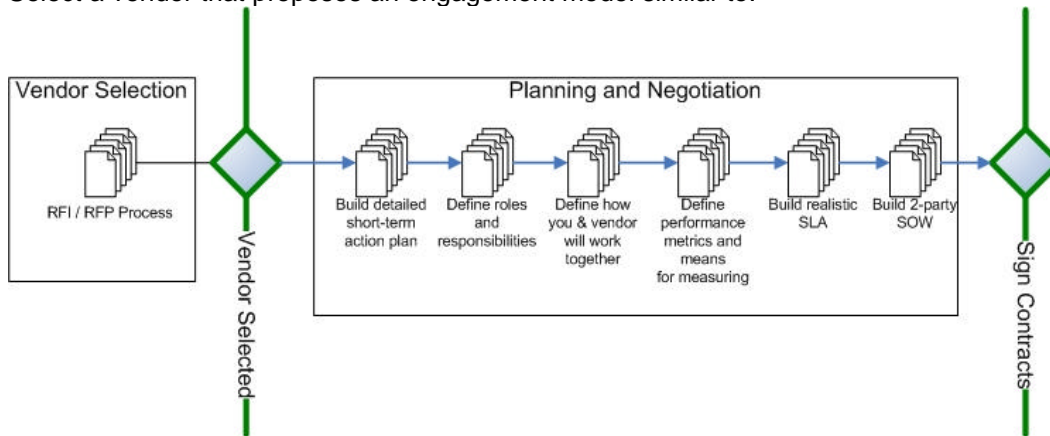 Select a vendor that proposes an engagement model similar to:
Vendor Selection
RFI / RFP Process
Vendor Selected
Planning and Negotiation
Build detailed
short-term
action plan
Define roles
and
responsibilities
Define how
you & vendor
will work
together
Define
performance
metrics and
means
for measuring
Build realistic
SLA
Build 2-party
SOW
Sign Contracts